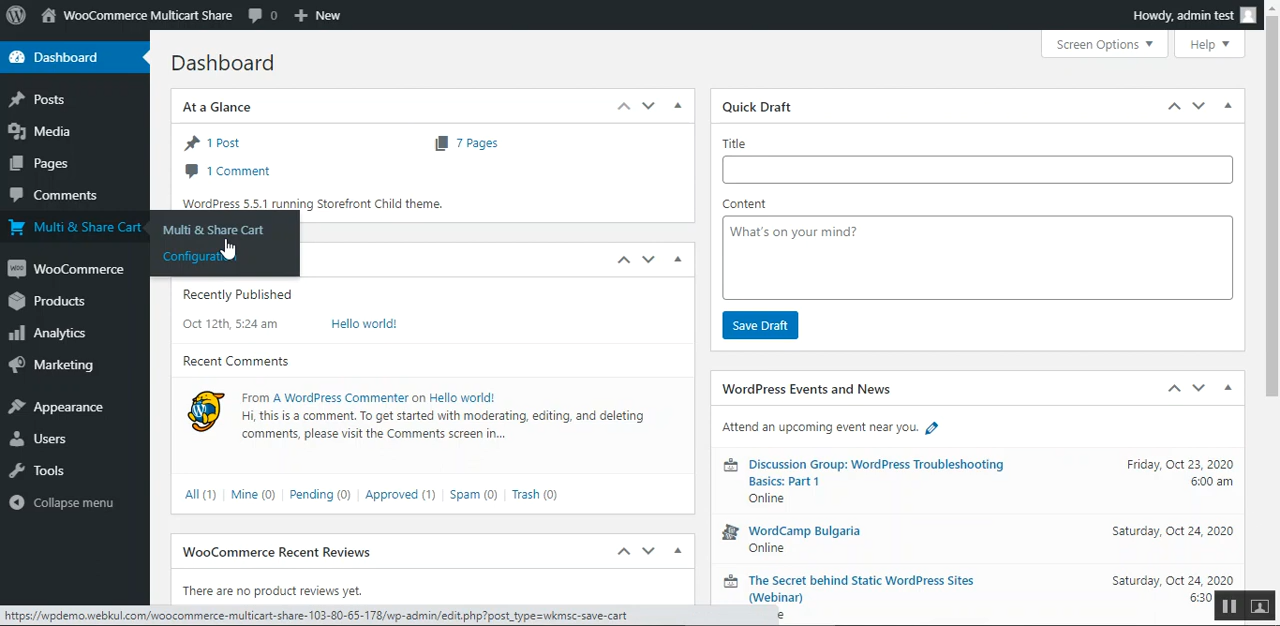 WooCommerce Multicart Share
0
New
Howdy, admin test
Dashboard
Posts
Media
Pages
Comments
Multi & Share Cart
WooCommerce
Products
Analytics
Marketing
Appearance
Users
Tools
Collapse menu
Multi & Share Cart
Configuration
Dashboard
Screen Options
Help
At a Glance
1 Post
7 Pages
1 Comment
WordPress 5.5.1 running Storefront Child theme.
Recently Published
Oct 12th, 5:24 am
Hello world!
Recent Comments
From A WordPress Commenter on Hello world!
Hi, this is a comment. To get started with moderating, editing, and deleting
comments, please visit the Comments screen in...
All (1) | Mine (0) | Pending (0) | Approved (1) | Spam (0) | Trash (0)
WooCommerce Recent Reviews
There are no product reviews yet.
Quick Draft
Title
Content
What's on your mind?
Save Draft
WordPress Events and News
Attend an upcoming event near you.
Discussion Group: WordPress Troubleshooting
Basics: Part 1
Online
Friday, Oct 23, 2020
6:00 am
WordCamp Bulgaria
Online
Saturday, Oct 24, 2020
The Secret behind Static WordPress Sites
(Webinar)
Saturday, Oct 24, 2020
6:30
https://wpdemo.webkul.com/woocommerce-multicart-share-103-80-65-178/wp-admin/edit.php?post_type=wkmsc-save-cart